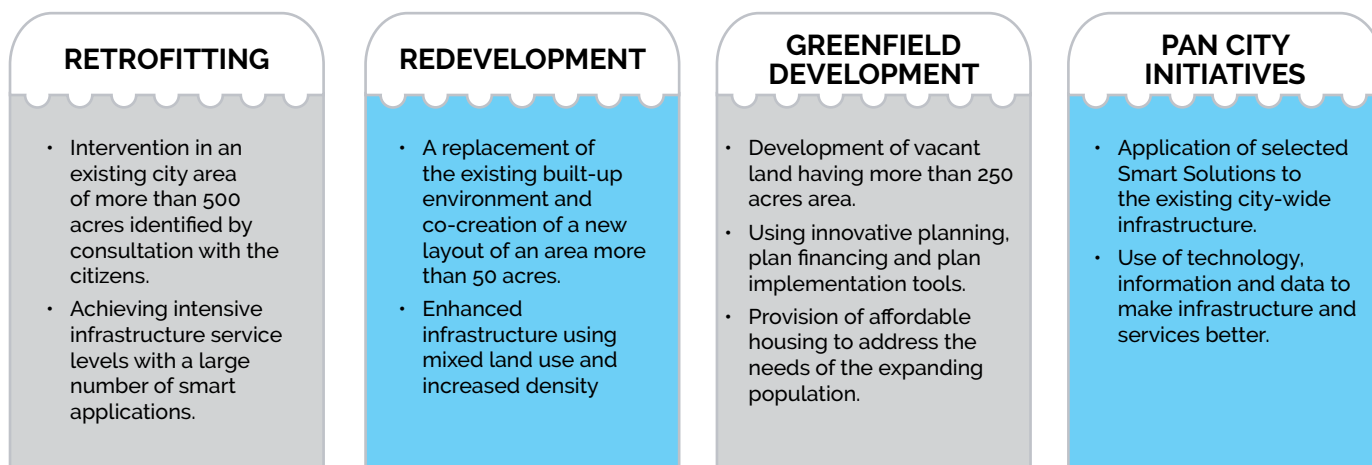 RETROFITTING
• Intervention in an
existing city area
of more than 500
acres identified by
consultation with the
citizens.
• Achieving intensive
infrastructure service
levels with a large
number of smart
applications.
REDEVELOPMENT
• A replacement of
the existing built-up
environment and
co-creation of a new
layout of an area more
than 50 acres.
• Enhanced
infrastructure using
mixed land use and
increased density
GREENFIELD
DEVELOPMENT
• Development of vacant
land having more than 250
acres area.
• Using innovative planning,
plan financing and plan
implementation tools.
• Provision of affordable
housing to address the
needs of the expanding
population.
PAN CITY
INITIATIVES
• Application of selected
Smart Solutions to
the existing city-wide
infrastructure.
• Use of technology,
information and data to
make infrastructure and
services better.